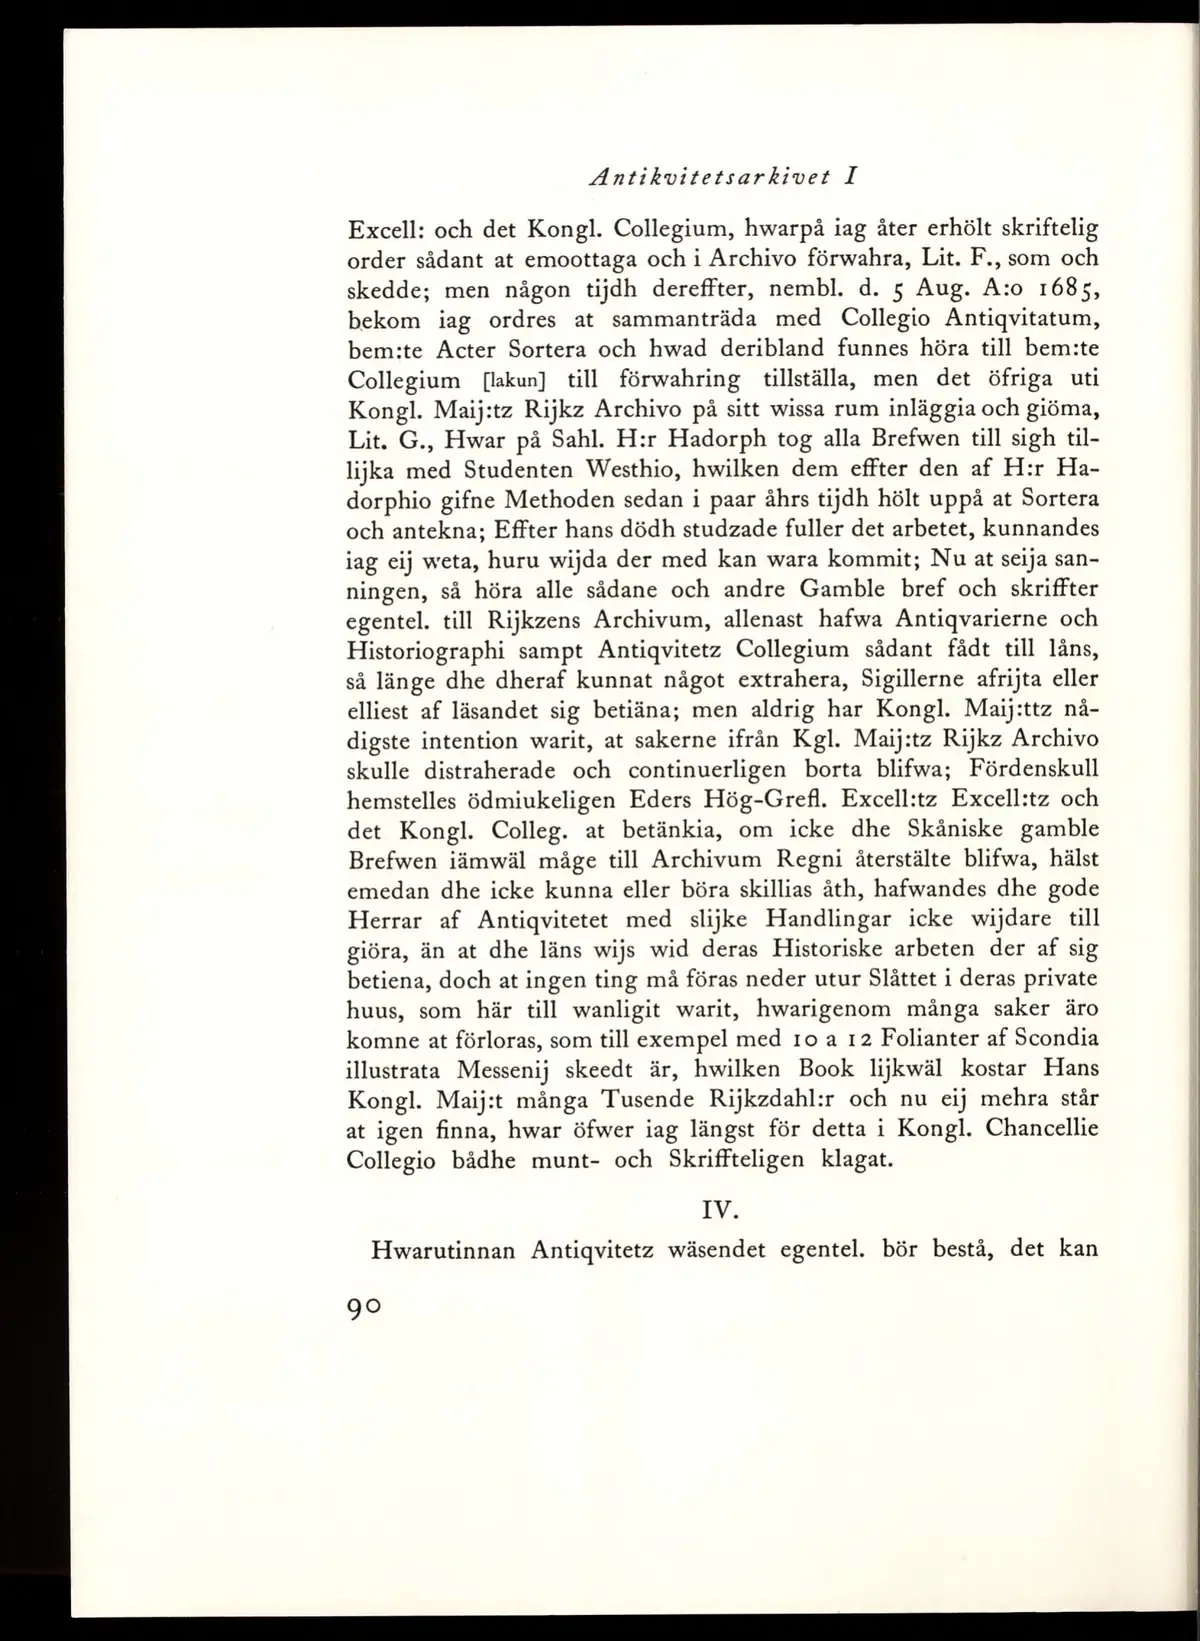 Antikvitetsarkivet I
Excell: och det Kongl. Collegium, hwarpå iag åter erhölt skriftelig
order sådant at emoottaga och i Archivo förwahra, Lit. F., som och
skedde; men någon tijdh dereffter, nembl. d. 5 Aug. A:o 1685,
bekom iag ordres at sammanträda med Collegio Antiqvitatum,
bem:te Acter Sortera och hwad deribland funnes höra till bem:te
Collegium [lakun] till förwahring tillställa, men det öfriga uti
Kongl. Maij:tz Rijkz Archivo på sitt wissa rum inläggia och giöma,
Lit. G., Hwar på Sahl. H:r Hadorph tog alla Brefwen till sigh til-
lijka med Studenten Westhio, hwilken dem effter den af H:r Ha-
dorphio gifne Methoden sedan i paar åhrs tijdh hölt uppå at Sortera
och antekna; Effter hans dödh studzade fuller det arbetet, kunnandes
iag eij weta, huru wijda der med kan wara kommit; Nu at seija san-
ningen, så höra alle sådane och andre Gamble bref och skriffter
egentel. till Rijkzens Archivum, allenast hafwa Antiqvarierne och
Historiographi sampt Antiqvitetz Collegium sådant fådt till låns,
så länge dhe dheraf kunnat något extrahera, Sigillerne afrijta eller
elliest af läsandet sig betiäna; men aldrig har Kongl. Maij:ttz nå-
digste intention warit, at sakerne ifrån Kgl. Maij:tz Rijkz Archivo
skulle distraherade och continuerligen borta blifwa; Fördenskull
hemstelles ödmiukeligen Eders Hög-Grefl. Excell:tz Excell:tz och
det Kongl. Colleg. at betänkia, om icke dhe Skåniske gamble
Brefwen iämwäl måge till Archivum Regni återstälte blifwa, hälst
emedan dhe icke kunna eller böra skillias åth, hafwandes dhe gode
Herrar af Antiqvitetet med slijke Handlingar icke wijdare till
giöra, än at dhe läns wijs wid deras Historiske arbeten der af sig
betiena, doch at ingen ting må föras neder utur Slåttet i deras private
huus, som här till wanligit warit, hwarigenom många saker äro
komne at förloras, som till exempel med 10 a 12 Folianter af Scondia
illustrata Messenij skeedt är, hwilken Book lijkwäl kostar Hans
Kongl. Maij:t många Tusende Rijkzdahl:r och nu eij mehra står
at igen finna, hwar öfwer iag längst för detta i Kongl. Chancellie
Collegio bådhe munt- och Skriffteligen klagat.
IV.
Hwarutinnan Antiqvitetz wäsendet egentel. bör bestå, det kan
90